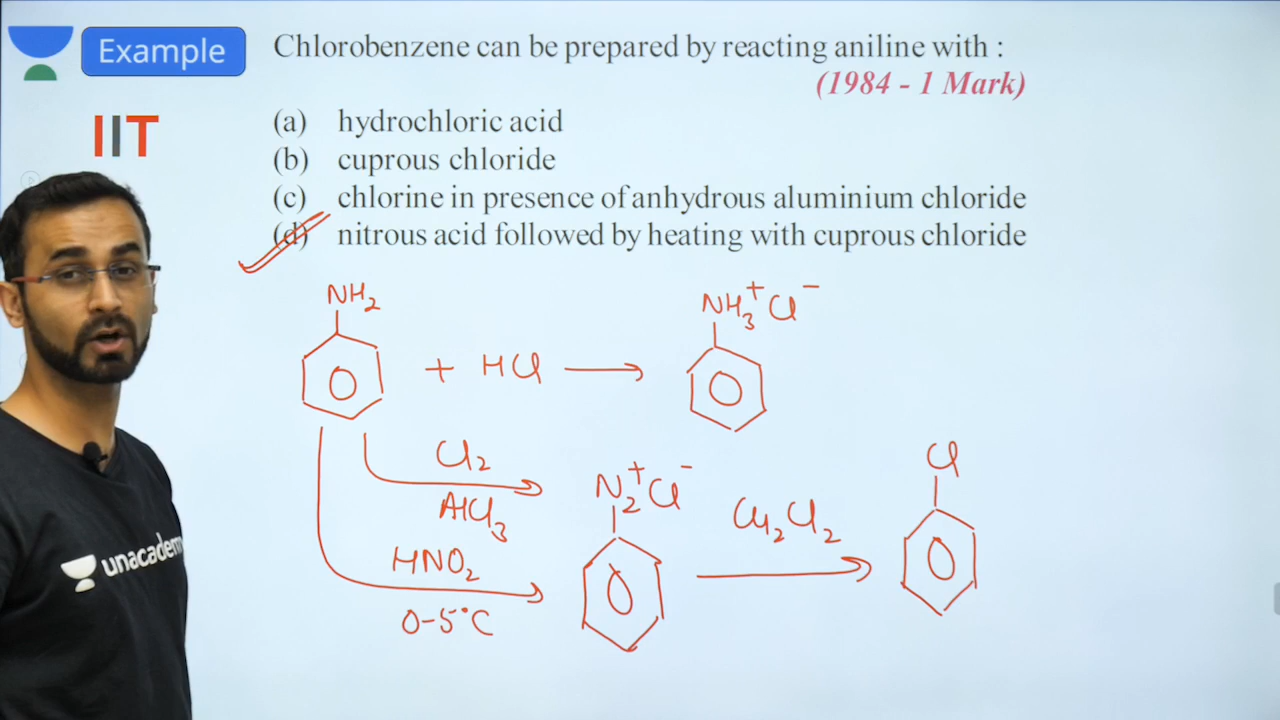 Example
Chlorobenzene can be prepared by reacting aniline with :
(1984 - 1 Mark)
IIT
(a) hydrochloric acid
(b) cuprous chloride
(c) chlorine in presence of anhydrous aluminium chloride
(d) nitrous acid followed by heating with cuprous chloride
NH₂
NH₃⁺Cl⁻
+ HCl
Cl₂
AlCl₃
HNO₂
0-5°C
N₂⁺Cl⁻
Cu₂Cl₂
Cl
unacademy